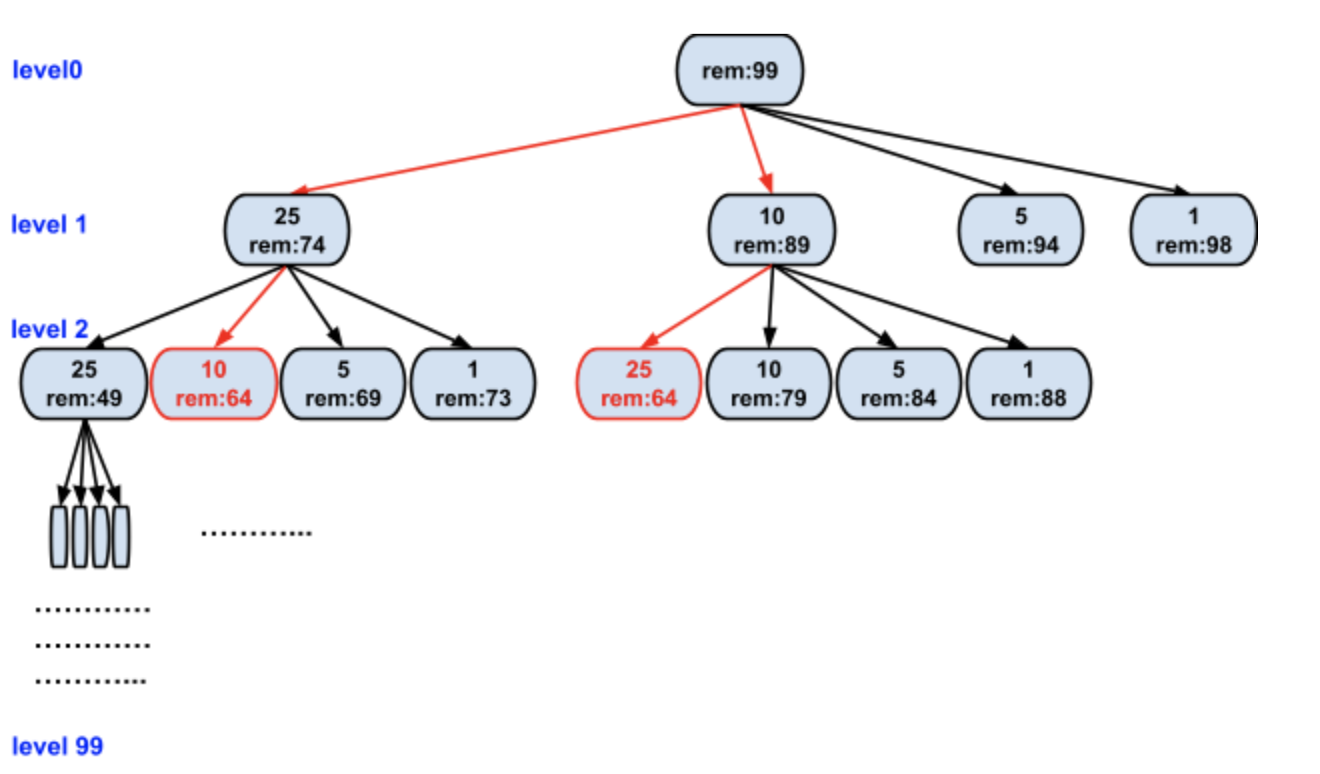 level0
rem:99
level 1
25
rem:74
10
rem:89
5
rem:94
1
rem:98
level 2
25
rem:49
10
rem:64
5
rem:69
1
rem:73
25
rem:64
10
rem:79
5
rem:84
1
rem:88
…………...
…………
…………
…………...
level 99